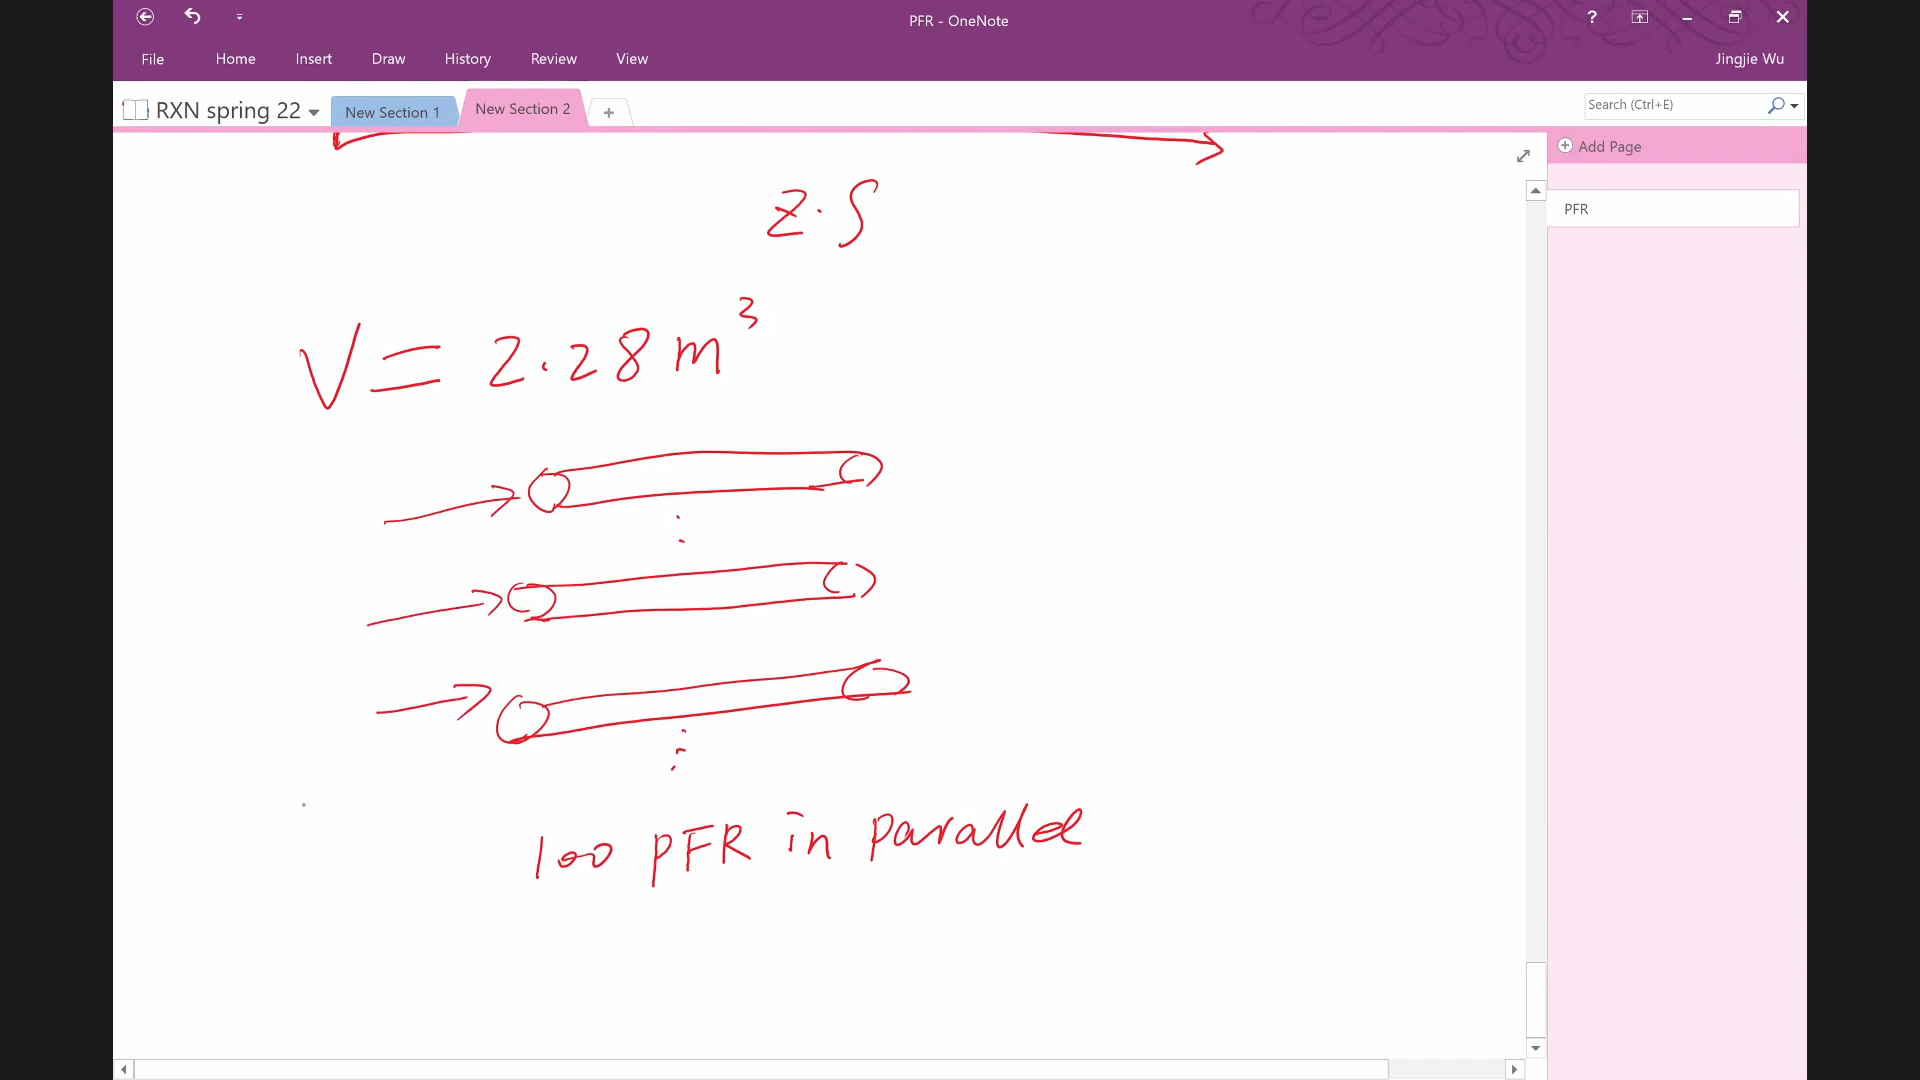 PFR - OneNote
?
File Home Insert Draw History Review View
Jingjie Wu
RXN spring 22
New Section 1
New Section 2
+
Search (Ctrl+E)
Add Page
PFR
Z.S
V = 2.28 m³
100 PFR in parallel